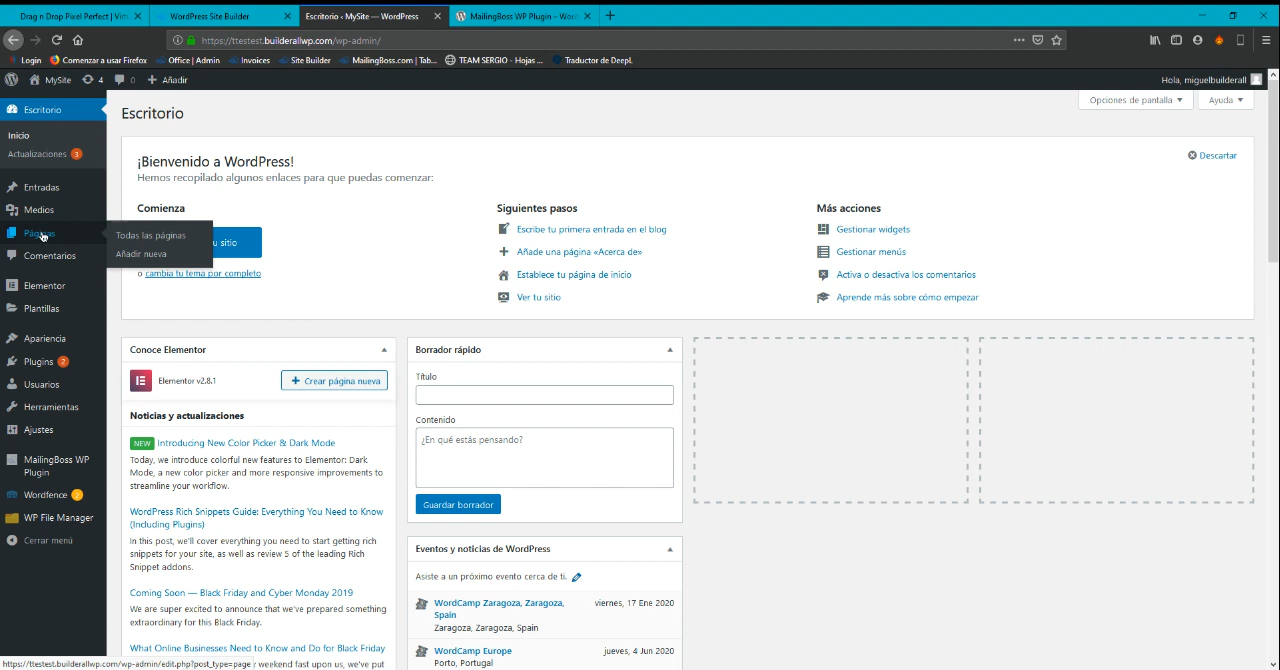 Drag n Drop Pixel Perfect | Virtu
WordPress Site Builder
Escritorio ‹ MySite — WordPress
MailingBoss WP Plugin – Wor
https://ttestest.builderallwp.com/wp-admin/
Login
Comenzar a usar Firefox
Office | Admin
Invoices
Site Builder
MailingBoss.com | Tab...
TEAM SERGIO - Hojas ...
Traductor de DeepL
MySite
4
0
Añadir
Hola, miguelbuilderall
Escritorio
Inicio
Actualizaciones 3
Entradas
Medios
Páginas
Comentarios
Elementor
Plantillas
Apariencia
Plugins 2
Usuarios
Herramientas
Ajustes
MailingBoss WP
Plugin
Wordfence 2
WP File Manager
Cerrar menú
Todas las páginas
Añadir nueva
Escritorio
Opciones de pantalla
Ayuda
¡Bienvenido a WordPress!
Descartar
Hemos recopilado algunos enlaces para que puedas comenzar:
Comienza
u sitio
o cambia tu tema por completo
Siguientes pasos
Escribe tu primera entrada en el blog
Añade una página «Acerca de»
Establece tu página de inicio
Ver tu sitio
Más acciones
Gestionar widgets
Gestionar menús
Activa o desactiva los comentarios
Aprende más sobre cómo empezar
Conoce Elementor
Elementor v2.8.1
Crear página nueva
Noticias y actualizaciones
NEW Introducing New Color Picker & Dark Mode
Today, we introduce colorful new features to Elementor: Dark
Mode, a new color picker and more responsive improvements to
streamline your workflow.
WordPress Rich Snippets Guide: Everything You Need to Know
(Including Plugins)
In this post, we'll cover everything you need to start getting rich
snippets for your site, as well as review 5 of the leading Rich
Snippet addons.
Coming Soon — Black Friday and Cyber Monday 2019
We are super excited to announce that we've prepared something
extraordinary for this Black Friday.
What Online Businesses Need to Know and Do for Black Friday
weekend fast upon us, we've put
Borrador rápido
Título
Contenido
¿En qué estás pensando?
Guardar borrador
Eventos y noticias de WordPress
Asiste a un próximo evento cerca de ti.
WordCamp Zaragoza, Zaragoza,
Spain
viernes, 17 Ene 2020
Zaragoza, Zaragoza, Spain
WordCamp Europe
jueves, 4 Jun 2020
Porto, Portugal
https://ttestest.builderallwp.com/wp-admin/edit.php?post_type=page